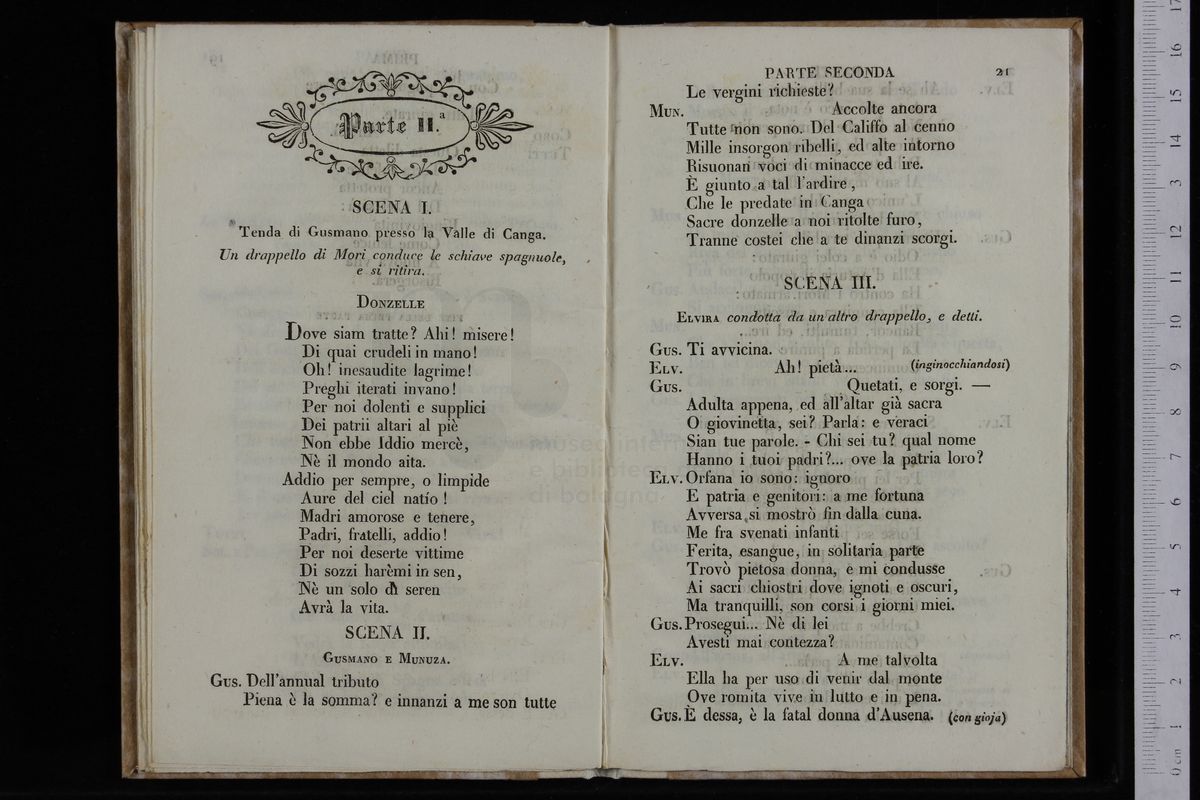 Parte II.a
SCENA I.
Tenda di Gusmano presso la Valle di Canga.
Un drappello di Mori conduce le schiave spagnuole,
e si ritira.
DONZELLE
Dove siam tratte? Ahi! misere!
Di quai crudeli in mano!
Oh! inesaudite lagrime!
Preghi iterati invano!
Per noi dolenti e supplici
Dei patrii altari al piè
Non ebbe Iddio mercè,
Nè il mondo aita.
Addio per sempre, o limpide
Aure del ciel natío!
Madri amorose e tenere,
Padri, fratelli, addio!
Per noi deserte vittime
Di sozzi harèmi in sen,
Nè un solo dì seren
Avrà la vita.
SCENA II.
GUSMANO E MUNUZA.
GUS. Dell'annual tributo
Piena è la somma? e innanzi a me son tutte
PARTE SECONDA 21
Le vergini richieste?
MUN. Accolte ancora
Tutte non sono. Del Califfo al cenno
Mille insorgon ribelli, ed alte intorno
Risuonan voci di minacce ed ire.
È giunto a tal l'ardire,
Che le predate in Canga
Sacre donzelle a noi ritolte furo,
Tranne costei che a te dinanzi scorgi.
SCENA III.
ELVIRA condotta da un altro drappello, e detti.
GUS. Ti avvicina.
ELV. Ah! pietà... (inginocchiandosi)
GUS. Quetati, e sorgi. —
Adulta appena, ed all'altar già sacra
O giovinetta, sei? Parla: e veraci
Sian tue parole. - Chi sei tu? qual nome
Hanno i tuoi padri?... ove la patria loro?
ELV. Orfana io sono: ignoro
E patria e genitori: a me fortuna
Avversa si mostrò fin dalla cuna.
Me fra svenati infanti
Ferita, esangue, in solitaria parte
Trovò pietosa donna, e mi condusse
Ai sacri chiostri dove ignoti e oscuri,
Ma tranquilli, son corsi i giorni miei.
GUS. Prosegui... Nè di lei
Avesti mai contezza?
ELV. A me talvolta
Ella ha per uso di venir dal monte
Ove romita vive in lutto e in pena.
GUS. È dessa, è la fatal donna d'Ausena. (con gioja)
museo inter
e biblioteca
di bologna